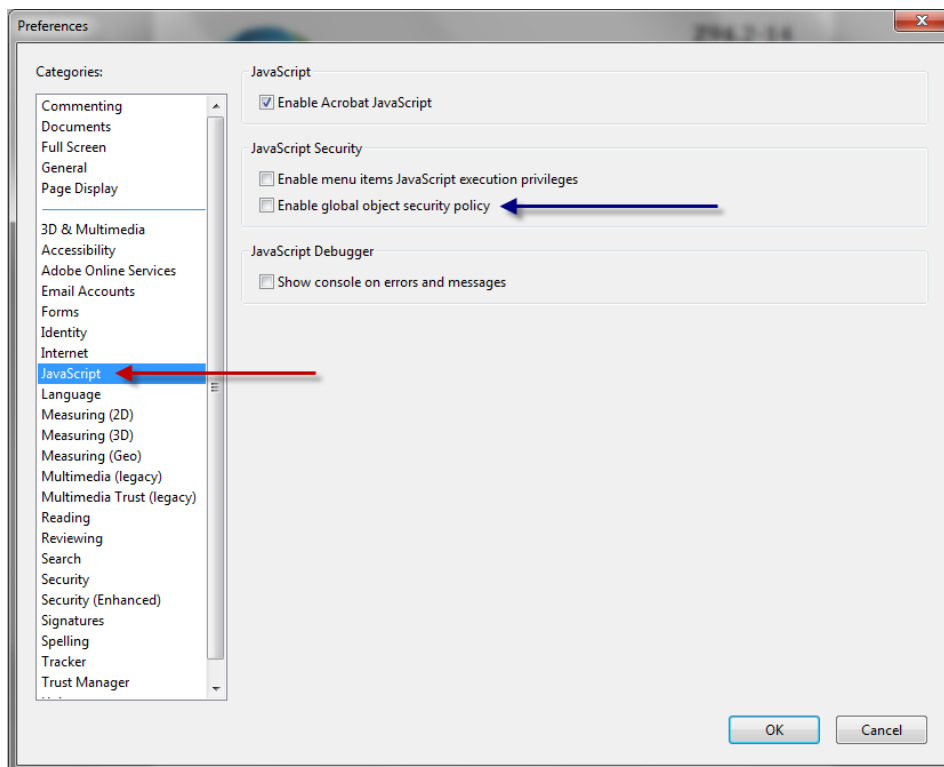 Preferences
Categories:
Commenting
Documents
Full Screen
General
Page Display
3D & Multimedia
Accessibility
Adobe Online Services
Email Accounts
Forms
Identity
Internet
JavaScript
Language
Measuring (2D)
Measuring (3D)
Measuring (Geo)
Multimedia (legacy)
Multimedia Trust (legacy)
Reading
Reviewing
Search
Security
Security (Enhanced)
Signatures
Spelling
Tracker
Trust Manager
JavaScript
Enable Acrobat JavaScript
JavaScript Security
Enable menu items JavaScript execution privileges
Enable global object security policy
JavaScript Debugger
Show console on errors and messages
OK
Cancel